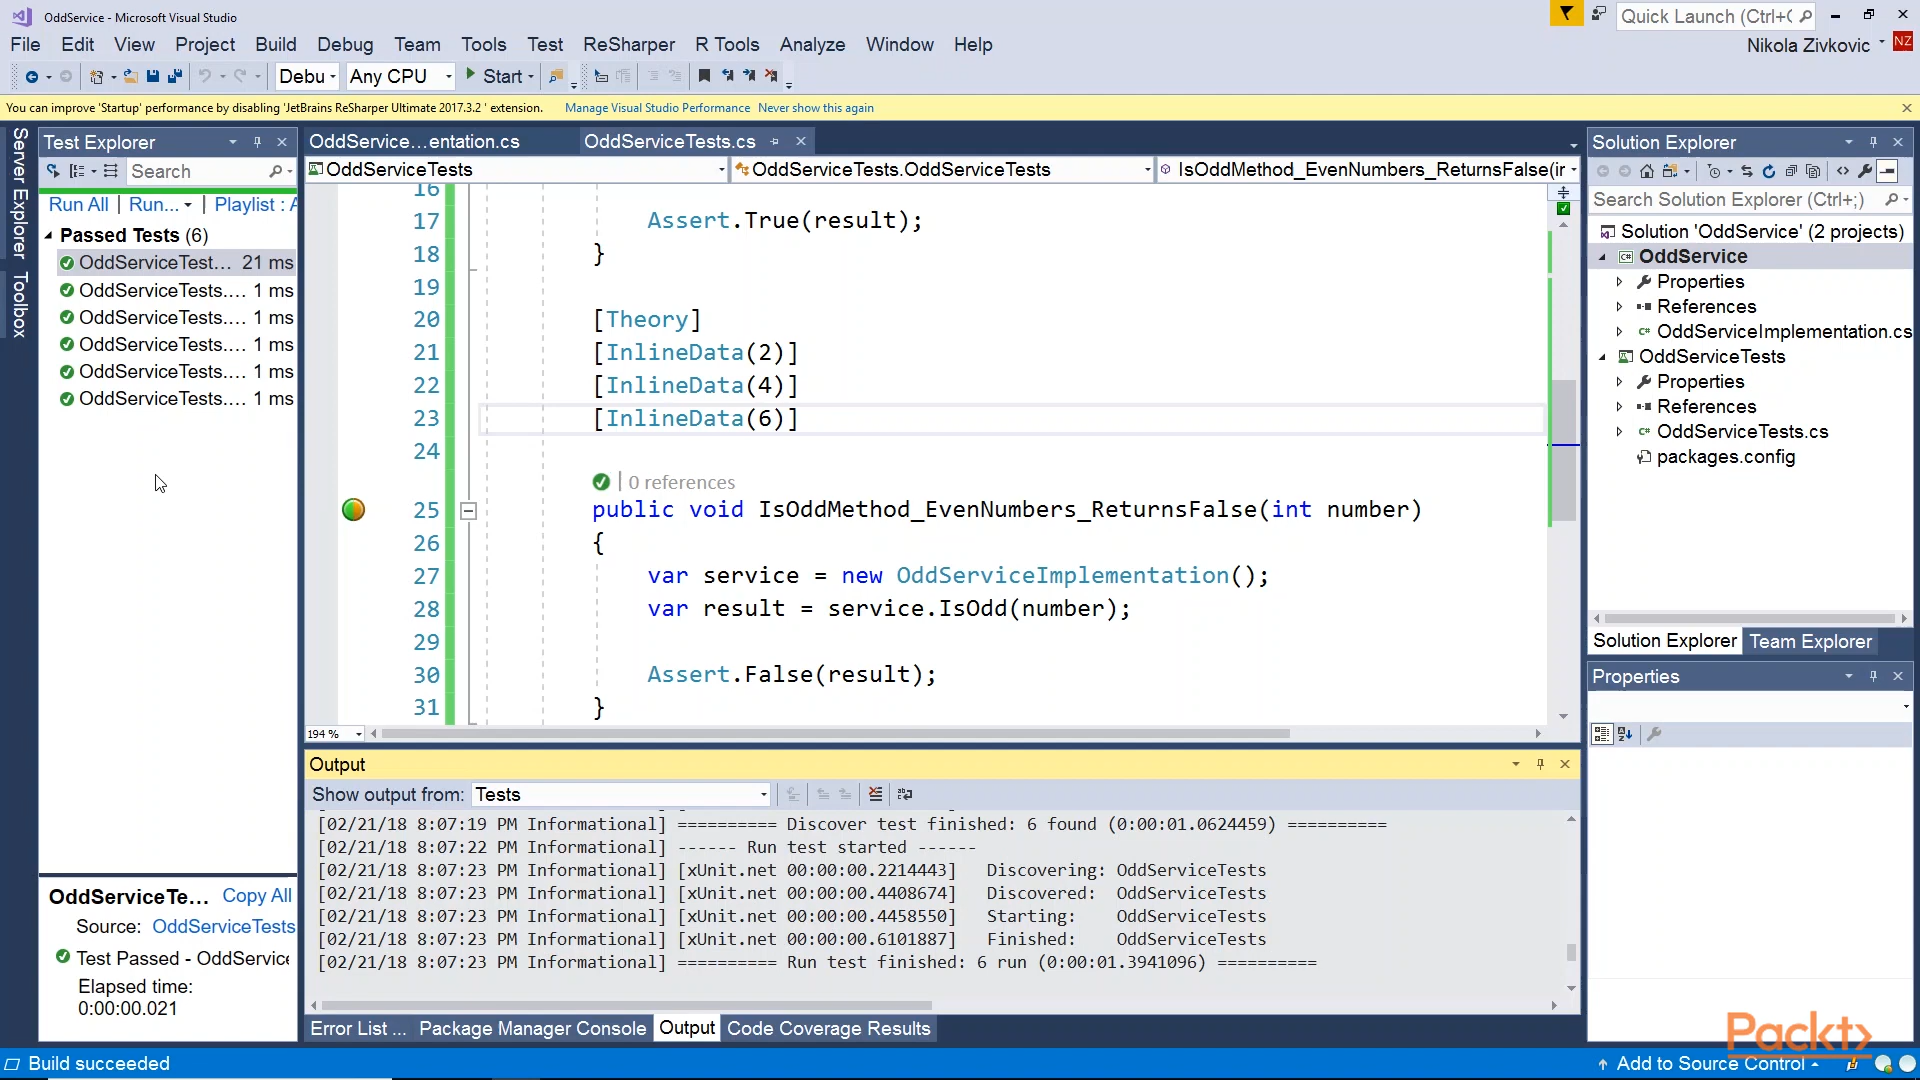 OddService - Microsoft Visual Studio
Quick Launch (Ctrl+Q
File Edit View Project Build Debug Team Tools Test ReSharper R Tools Analyze Window Help
Nikola Zivkovic NZ
Debu Any CPU Start
You can improve 'Startup' performance by disabling 'JetBrains ReSharper Ultimate 2017.3.2 ' extension. Manage Visual Studio Performance Never show this again
Server Explorer
Toolbox
Test Explorer
Search
Run All | Run... Playlist : A
Passed Tests (6)
OddServiceTest... 21 ms
OddServiceTests.... 1 ms
OddServiceTests.... 1 ms
OddServiceTests.... 1 ms
OddServiceTests.... 1 ms
OddServiceTests.... 1 ms
OddServiceTe... Copy All
Source: OddServiceTests
Test Passed - OddService
Elapsed time:
0:00:00.021
OddService...entation.cs OddServiceTests.cs
OddServiceTests OddServiceTests.OddServiceTests IsOddMethod_EvenNumbers_ReturnsFalse(ir
16
17 Assert.True(result);
18 }
19
20 [Theory]
21 [InlineData(2)]
22 [InlineData(4)]
23 [InlineData(6)]
24
0 references
25 public void IsOddMethod_EvenNumbers_ReturnsFalse(int number)
26 {
27 var service = new OddServiceImplementation();
28 var result = service.IsOdd(number);
29
30 Assert.False(result);
31 }
194 %
Output
Show output from: Tests
[02/21/18 8:07:19 PM Informational] ========== Discover test finished: 6 found (0:00:01.0624459) ==========
[02/21/18 8:07:22 PM Informational] ------ Run test started ------
[02/21/18 8:07:23 PM Informational] [xUnit.net 00:00:00.2214443] Discovering: OddServiceTests
[02/21/18 8:07:23 PM Informational] [xUnit.net 00:00:00.4408674] Discovered: OddServiceTests
[02/21/18 8:07:23 PM Informational] [xUnit.net 00:00:00.4458550] Starting: OddServiceTests
[02/21/18 8:07:23 PM Informational] [xUnit.net 00:00:00.6101887] Finished: OddServiceTests
[02/21/18 8:07:23 PM Informational] ========== Run test finished: 6 run (0:00:01.3941096) ==========
Error List ... Package Manager Console Output Code Coverage Results
Solution Explorer
Search Solution Explorer (Ctrl+;)
Solution 'OddService' (2 projects)
OddService
Properties
References
OddServiceImplementation.cs
OddServiceTests
Properties
References
OddServiceTests.cs
packages.config
Solution Explorer Team Explorer
Properties
Packt>
Build succeeded
Add to Source Control